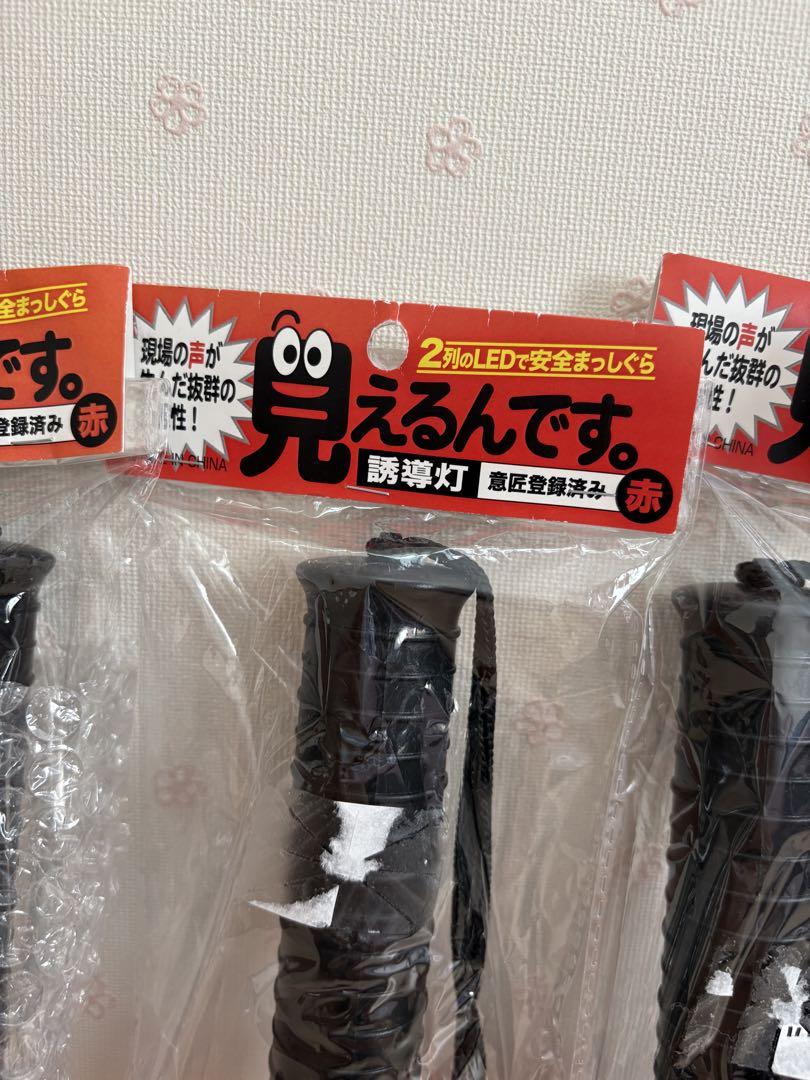 全まっしぐら
です。
登録済み 赤
現場の声が
抜群の
性！
IN CHINA
2列のLEDで安全まっしぐら
見えるんです。
誘導灯 意匠登録済み 赤
現場の声が
んだ抜群の
性！
CHINA